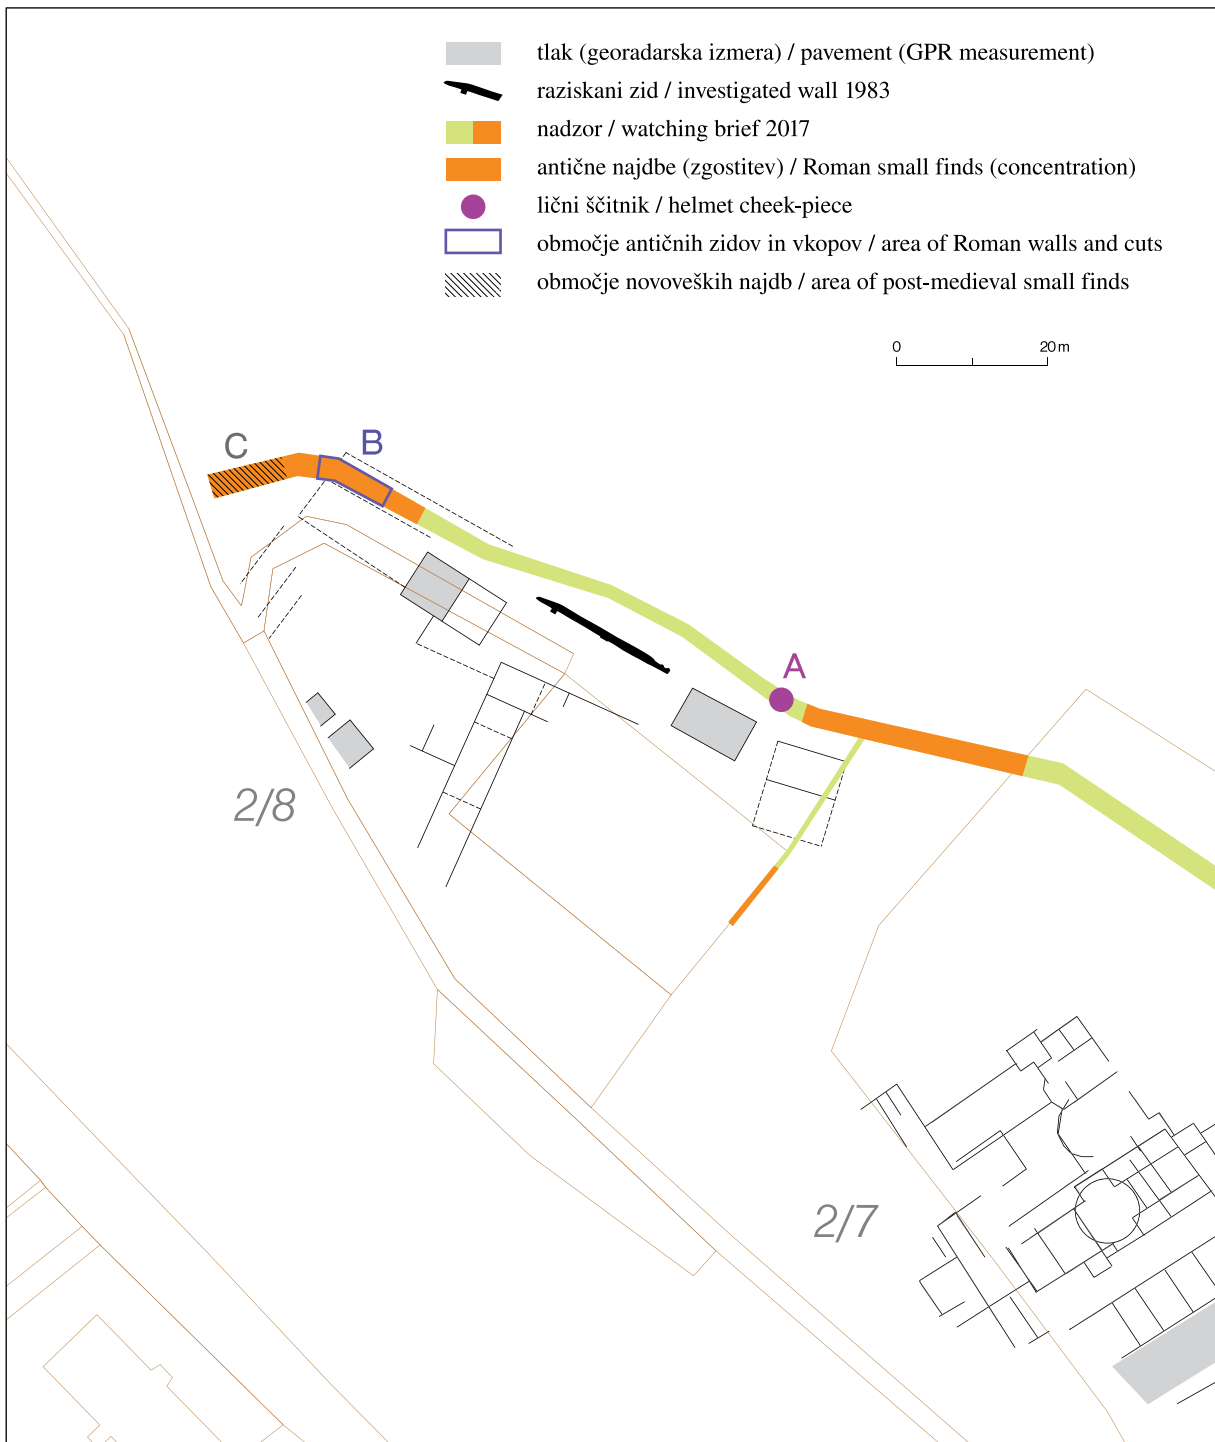 tlak (georadarska izmera) / pavement (GPR measurement)
raziskani zid / investigated wall 1983
nadzor / watching brief 2017
antične najdbe (zgostitev) / Roman small finds (concentration)
lični ščitnik / helmet cheek-piece
območje antičnih zidov in vkopov / area of Roman walls and cuts
območje novoveških najdb / area of post-medieval small finds
0 20 m
C
B
A
2/8
2/7